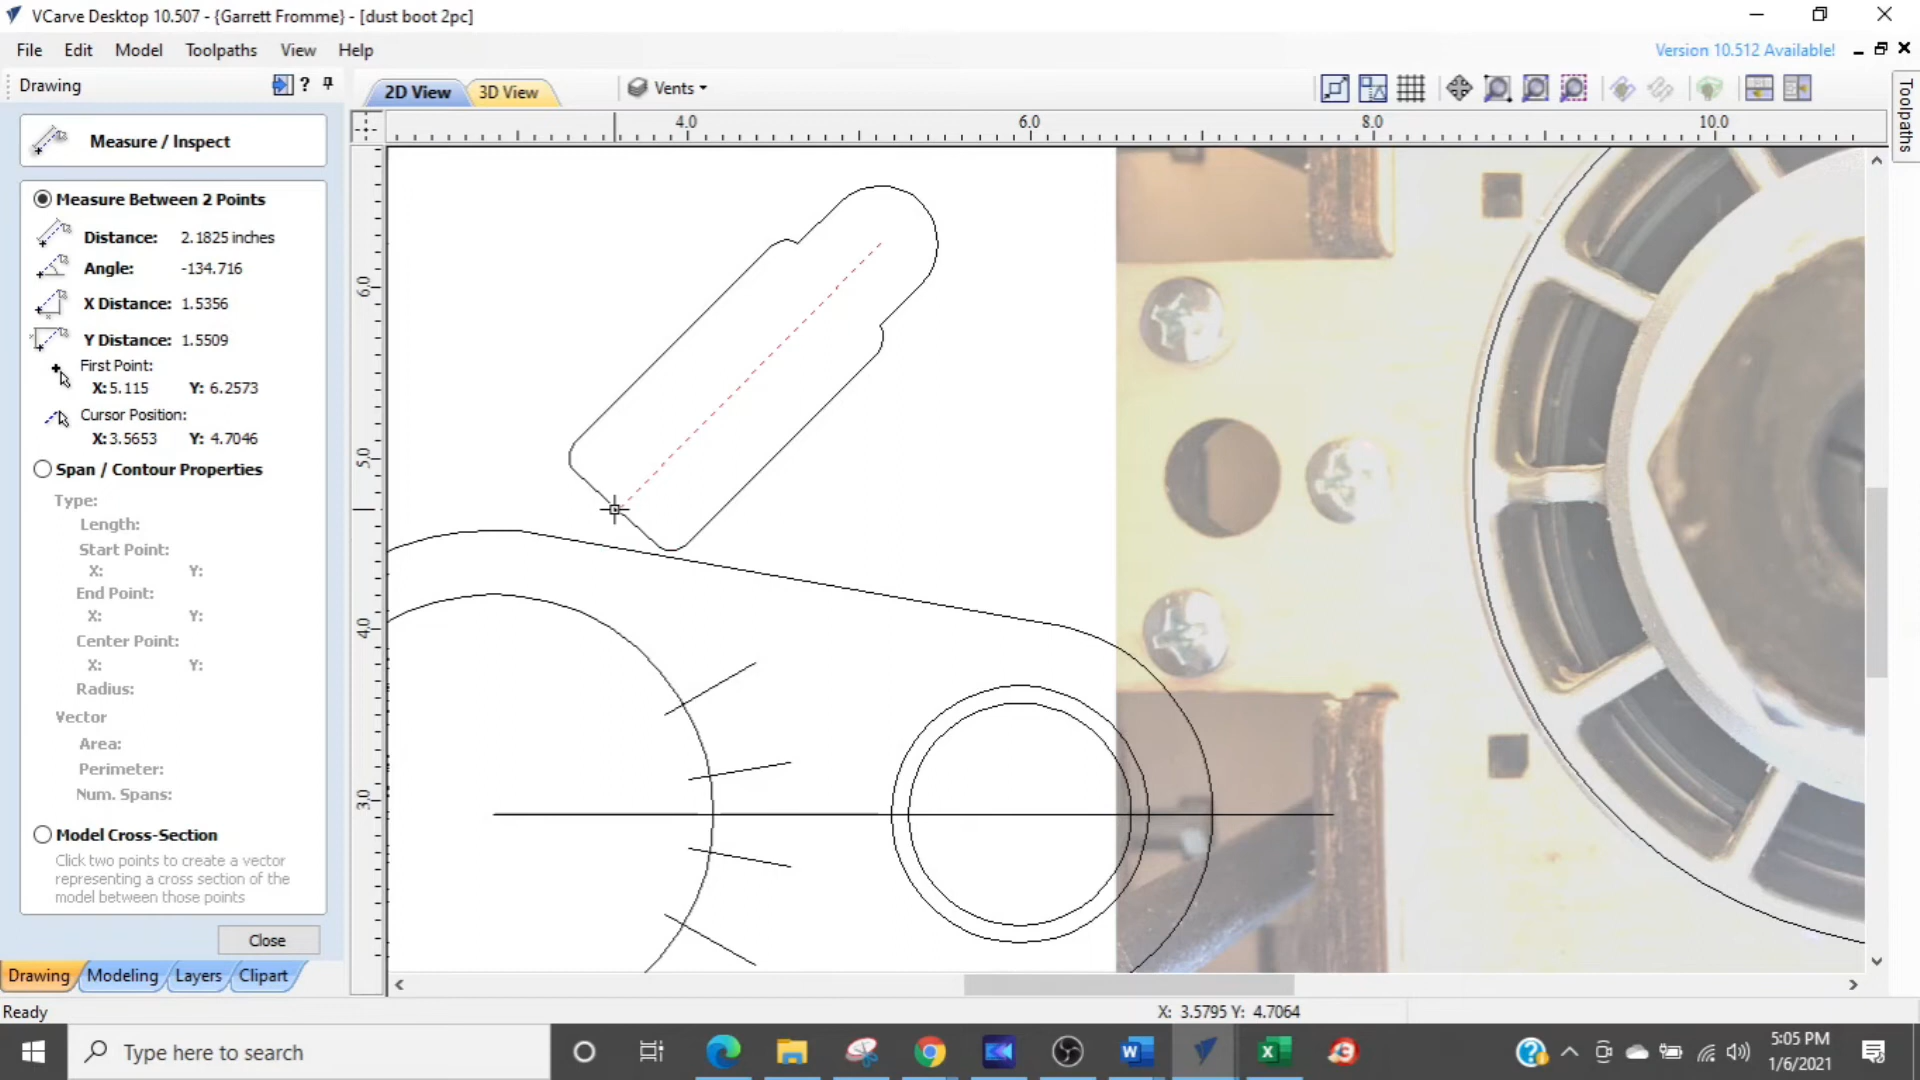 VCarve Desktop 10.507 - {Garrett Fromme} - [dust boot 2pc]
File Edit Model Toolpaths View Help
Version 10.512 Available!
Drawing
?
2D View 3D View Vents
Toolpaths
4.0 6.0 8.0 10.0
6.0
5.0
4.0
3.0
Measure / Inspect
Measure Between 2 Points
Distance: 2.1825 inches
Angle: -134.716
X Distance: 1.5356
Y Distance: 1.5509
First Point:
X: 5.115 Y: 6.2573
Cursor Position:
X: 3.5653 Y: 4.7046
Span / Contour Properties
Type:
Length:
Start Point:
X: Y:
End Point:
X: Y:
Center Point:
X: Y:
Radius:
Vector
Area:
Perimeter:
Num. Spans:
Model Cross-Section
Click two points to create a vector
representing a cross section of the
model between those points
Close
Drawing Modeling Layers Clipart
Ready
X: 3.5795 Y: 4.7064
Type here to search
5:05 PM
1/6/2021